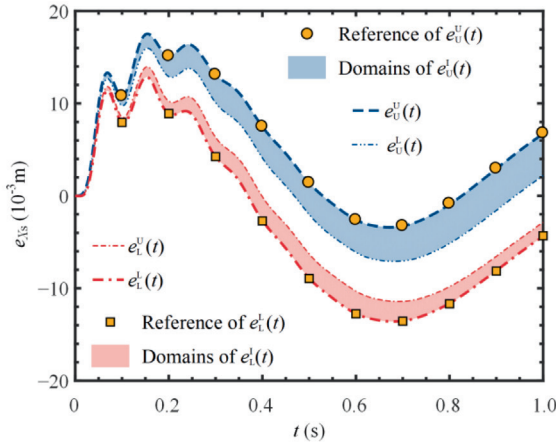 20
10
0
−10
−20
e_Xs (10⁻³m)
Reference of e_U^U(t)
Domains of e_U^I(t)
e_U^U(t)
e_U^L(t)
e_L^U(t)
e_L^L(t)
Reference of e_L^L(t)
Domains of e_L^I(t)
0 0.2 0.4 0.6 0.8 1.0
t (s)